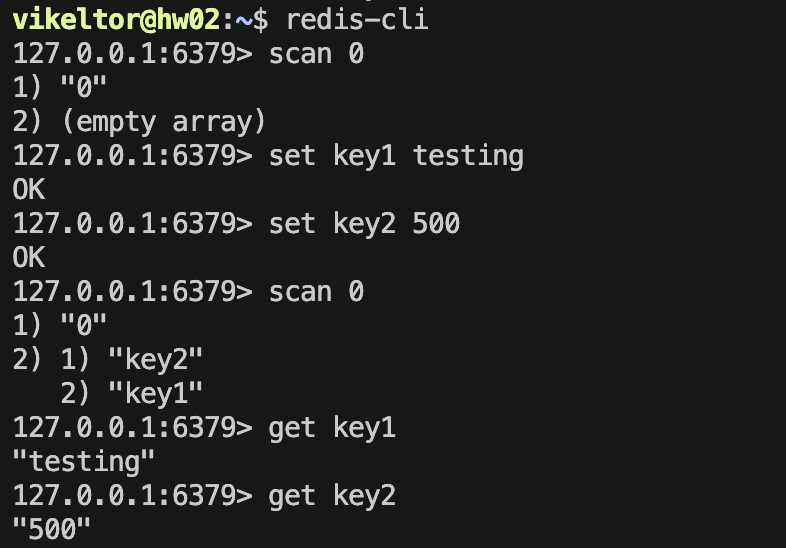 vikeltor@hw02:~$ redis-cli
127.0.0.1:6379> scan 0
1) "0"
2) (empty array)
127.0.0.1:6379> set key1 testing
OK
127.0.0.1:6379> set key2 500
OK
127.0.0.1:6379> scan 0
1) "0"
2) 1) "key2"
   2) "key1"
127.0.0.1:6379> get key1
"testing"
127.0.0.1:6379> get key2
"500"